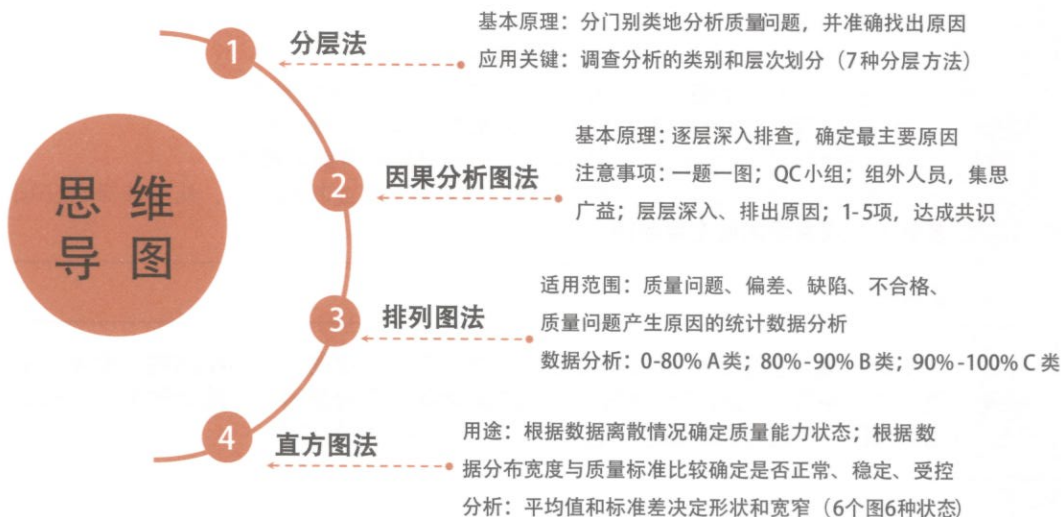 思维
导图
1
分层法
基本原理：分门别类地分析质量问题，并准确找出原因
应用关键：调查分析的类别和层次划分（7种分层方法）
2
因果分析图法
基本原理：逐层深入排查，确定最主要原因
注意事项：一题一图；QC小组；组外人员，集思
广益；层层深入、排出原因；1-5项，达成共识
3
排列图法
适用范围：质量问题、偏差、缺陷、不合格、
质量问题产生原因的统计数据分析
数据分析：0-80% A类；80%-90% B类；90%-100% C类
4
直方图法
用途：根据数据离散情况确定质量能力状态；根据数
据分布宽度与质量标准比较确定是否正常、稳定、受控
分析：平均值和标准差决定形状和宽窄（6个图6种状态）